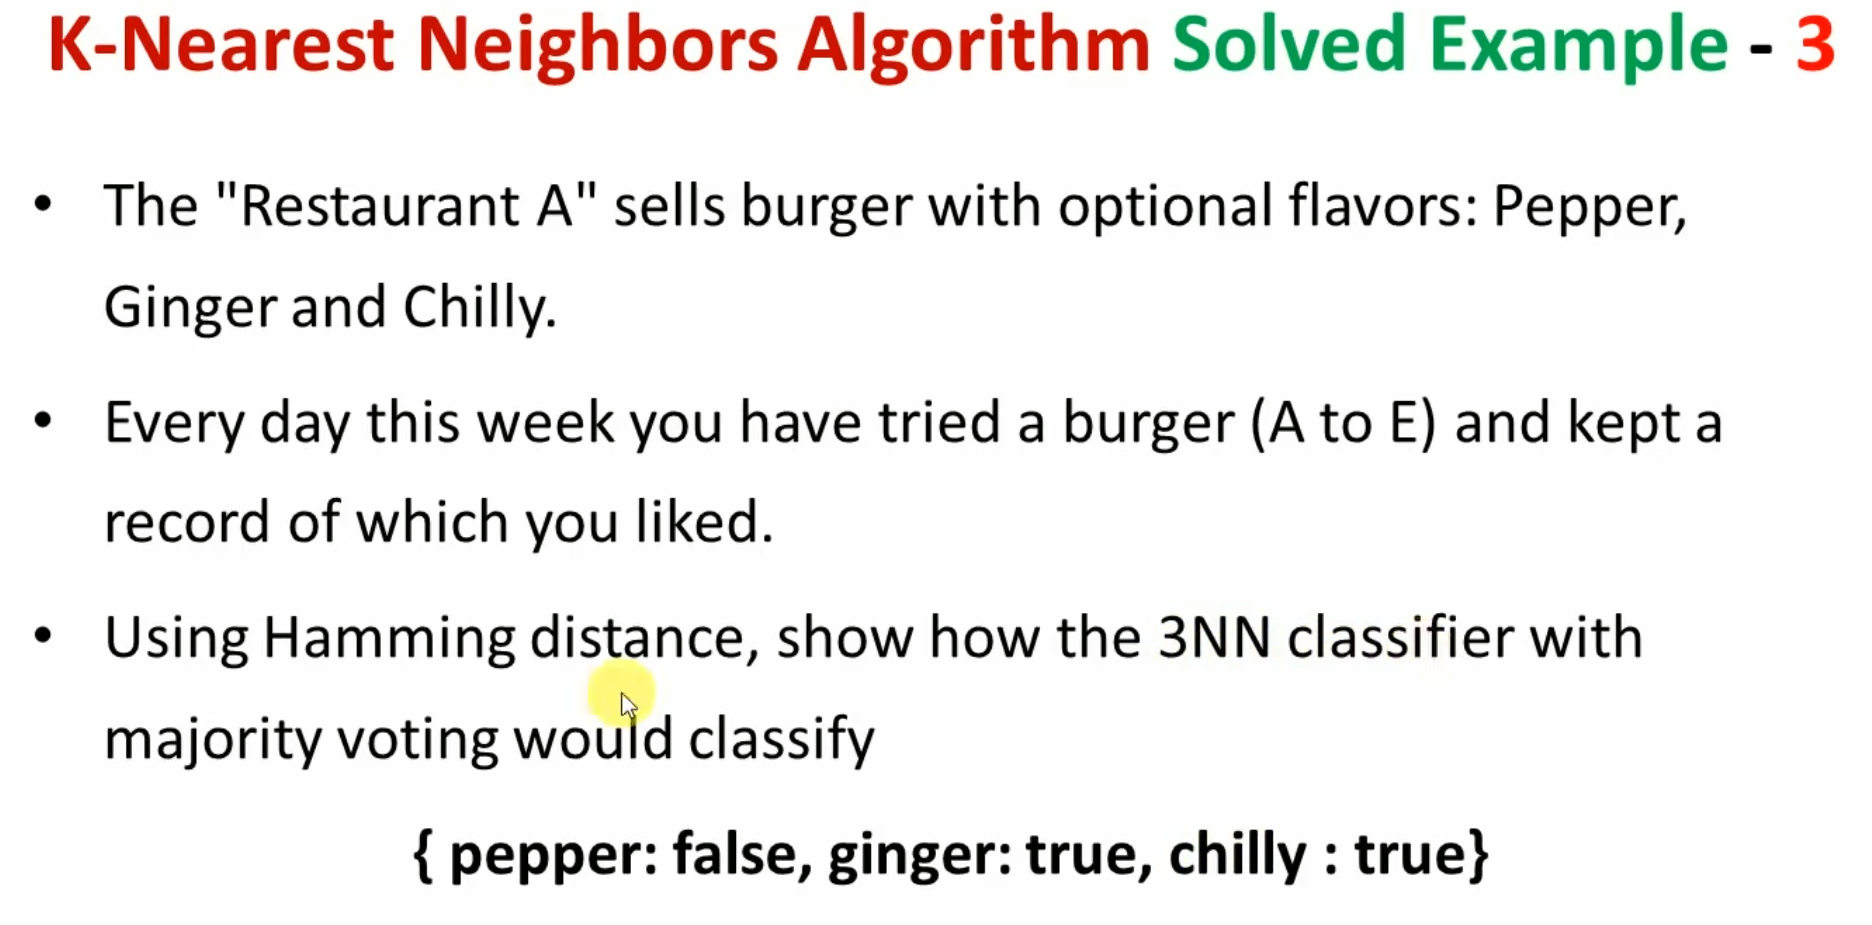 K-Nearest Neighbors Algorithm Solved Example - 3
• The "Restaurant A" sells burger with optional flavors: Pepper,
Ginger and Chilly.
• Every day this week you have tried a burger (A to E) and kept a
record of which you liked.
• Using Hamming distance, show how the 3NN classifier with
majority voting would classify
{ pepper: false, ginger: true, chilly : true}